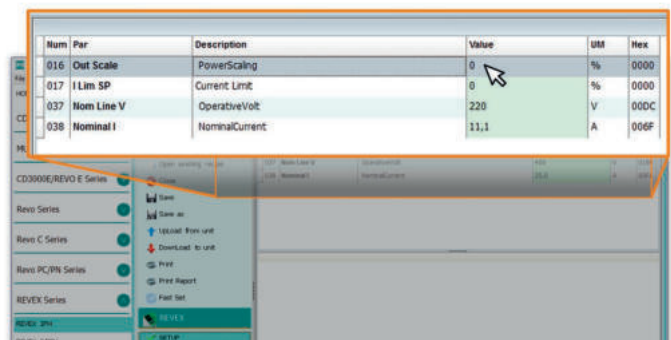 Num Par Description Value UM Hex
016 Out Scale PowerScaling 0 % 0000
017 I Lim SP Current Limit 0 % 0000
037 Nom Line V OperativeVolt 220 V 00DC
038 Nominal I NominalCurrent 11,1 A 006F
CD3000E/REVO E Series
Revo Series
Revo C Series
Revo PC/PN Series
REVEX Series
Close
Save
Save as
UpLoad from unit
DownLoad to unit
Print
Print Report
Fast Set
REVEX
SETUP